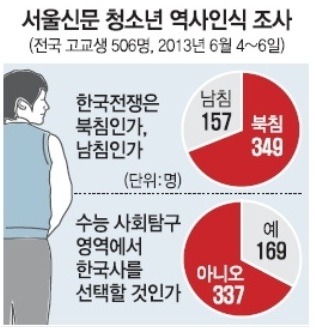 서울신문 청소년 역사인식 조사
(전국 고교생 506명, 2013년 6월 4~6일)
한국전쟁은
북침인가,
남침인가
(단위:명)
남침
157
북침
349
수능 사회탐구
영역에서
한국사를
선택할 것인가
예
169
아니오
337